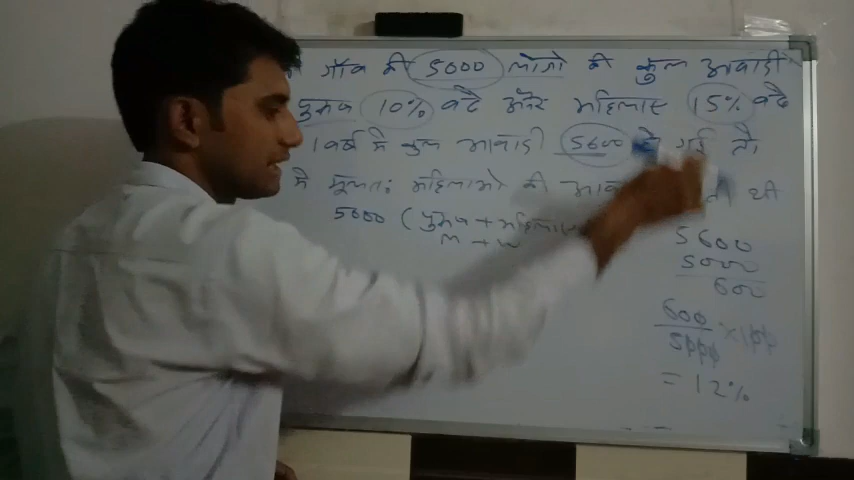 गाँव की 5000 लोगो की कुल आबादी
पुरुष 10% बढे और महिलाए 15% बढे
1 वर्ष मे कुल आबादी 5600 हो गई तो
मे मूलतः महिलाओ की थी
5000 (पुरुष + महिलाए
m + w
5600
5000
600
600
5000 × 100
= 12%